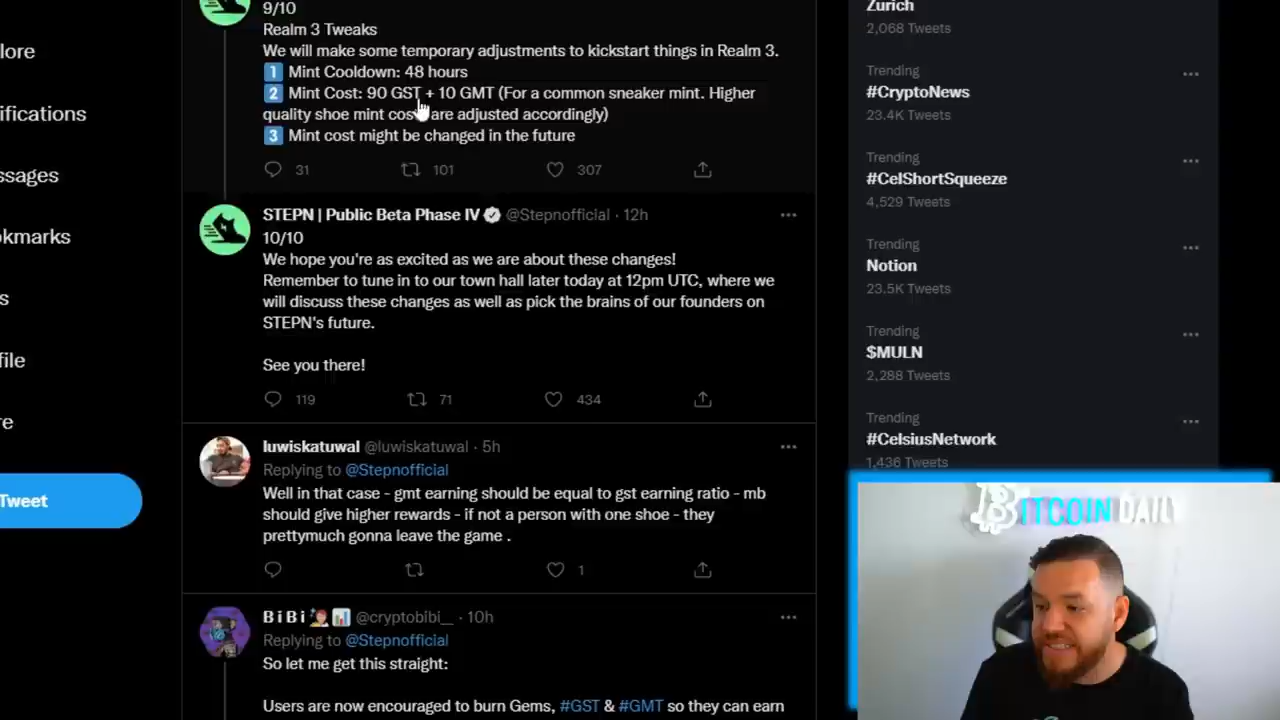 9/10
Realm 3 Tweaks
We will make some temporary adjustments to kickstart things in Realm 3.
1 Mint Cooldown: 48 hours
2 Mint Cost: 90 GST + 10 GMT (For a common sneaker mint. Higher
quality shoe mint are adjusted accordingly)
3 Mint cost might be changed in the future
31 101 307
STEPN | Public Beta Phase IV @Stepnofficial · 12h
10/10
We hope you're as excited as we are about these changes!
Remember to tune in to our town hall later today at 12pm UTC, where we
will discuss these changes as well as pick the brains of our founders on
STEPN's future.
See you there!
119 71 434
luwiskatuwal @luwiskatuwal · 5h
Replying to @Stepnofficial
Well in that case - gmt earning should be equal to gst earning ratio - mb
should give higher rewards - if not a person with one shoe - they
prettymuch gonna leave the game .
1
BiBi @cryptobibi__ · 10h
Replying to @Stepnofficial
So let me get this straight:
Users are now encouraged to burn Gems, #GST & #GMT so they can earn
lore
ifications
ssages
okmarks
s
file
re
Tweet
Zurich
2,068 Tweets
Trending
#CryptoNews
23.4K Tweets
Trending
#CelShortSqueeze
4,529 Tweets
Trending
Notion
23.5K Tweets
Trending
$MULN
2,288 Tweets
Trending
#CelsiusNetwork
1,436 Tweets
BITCOIN DAILY